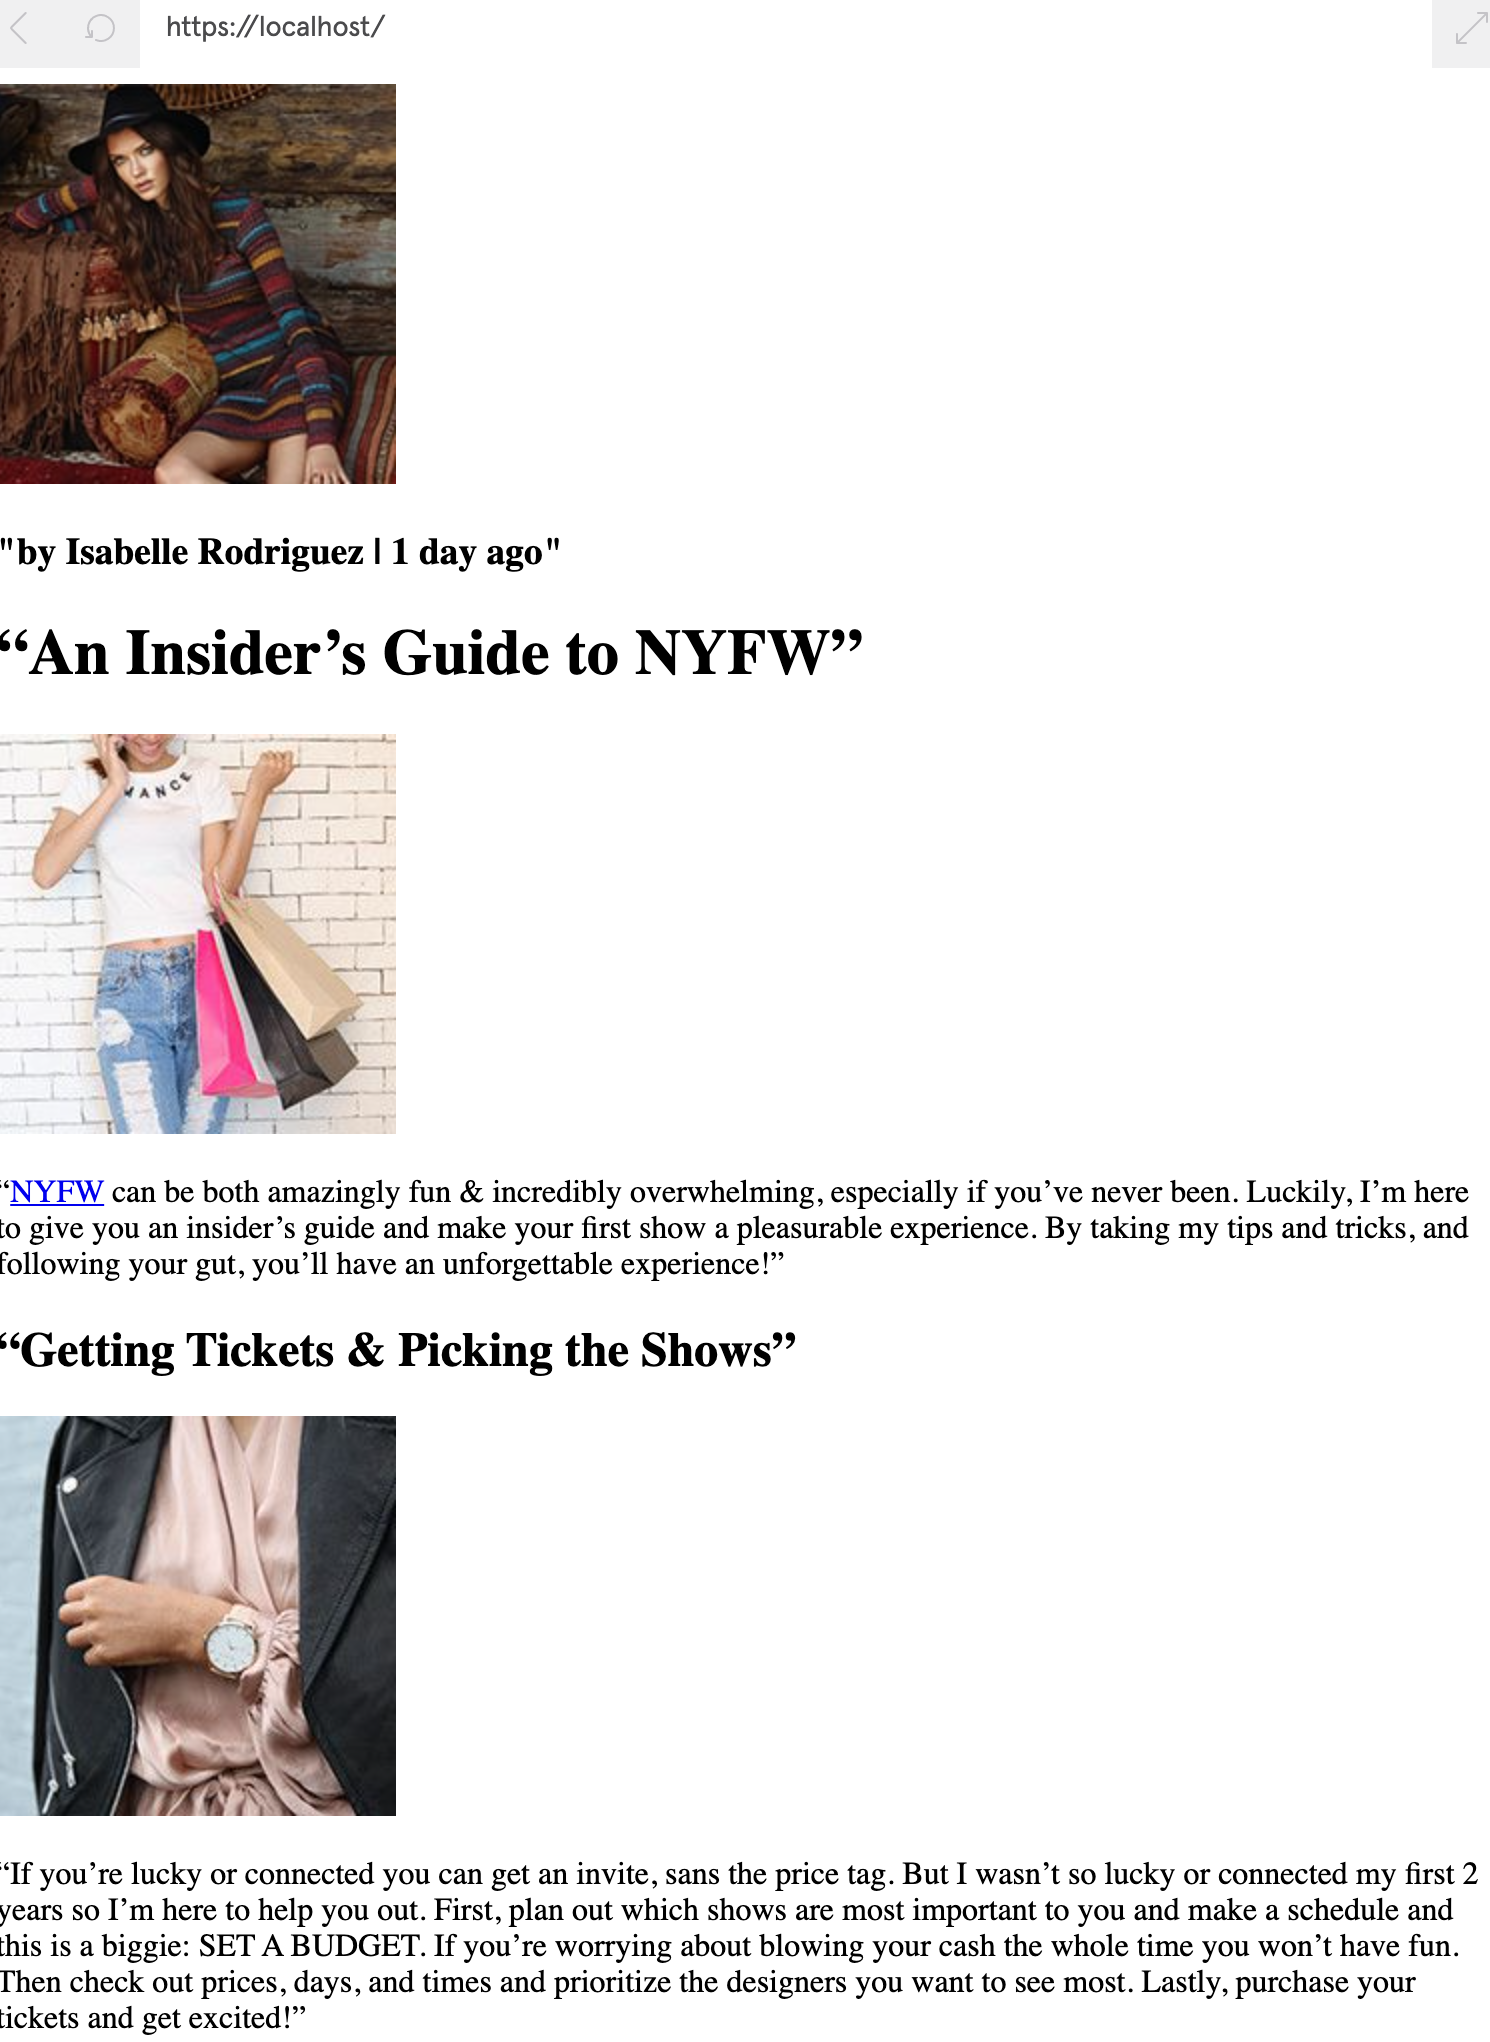 https://localhost/
"by Isabelle Rodriguez | 1 day ago"
“An Insider’s Guide to NYFW”
MANCE
“NYFW can be both amazingly fun & incredibly overwhelming, especially if you’ve never been. Luckily, I’m here
to give you an insider’s guide and make your first show a pleasurable experience. By taking my tips and tricks, and
following your gut, you’ll have an unforgettable experience!”
“Getting Tickets & Picking the Shows”
“If you’re lucky or connected you can get an invite, sans the price tag. But I wasn’t so lucky or connected my first 2
years so I’m here to help you out. First, plan out which shows are most important to you and make a schedule and
this is a biggie: SET A BUDGET. If you’re worrying about blowing your cash the whole time you won’t have fun.
Then check out prices, days, and times and prioritize the designers you want to see most. Lastly, purchase your
tickets and get excited!”